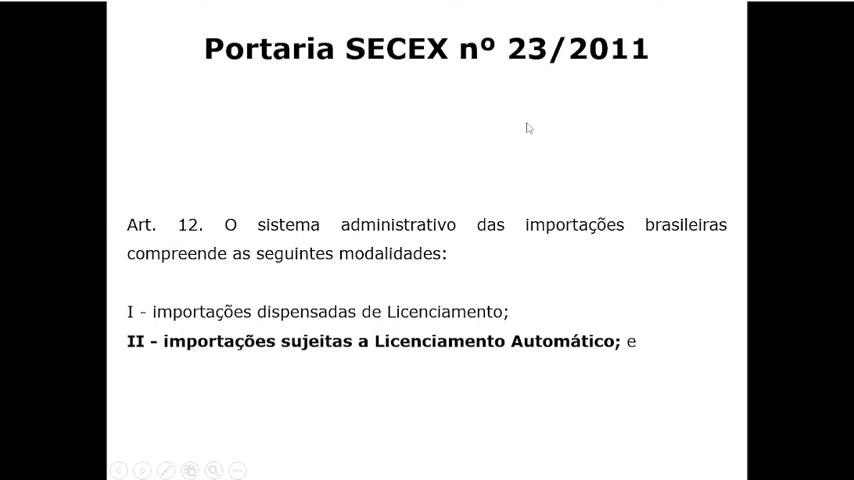 Portaria SECEX nº 23/2011
Art. 12. O sistema administrativo das importações brasileiras
compreende as seguintes modalidades:
I - importações dispensadas de Licenciamento;
II - importações sujeitas a Licenciamento Automático; e